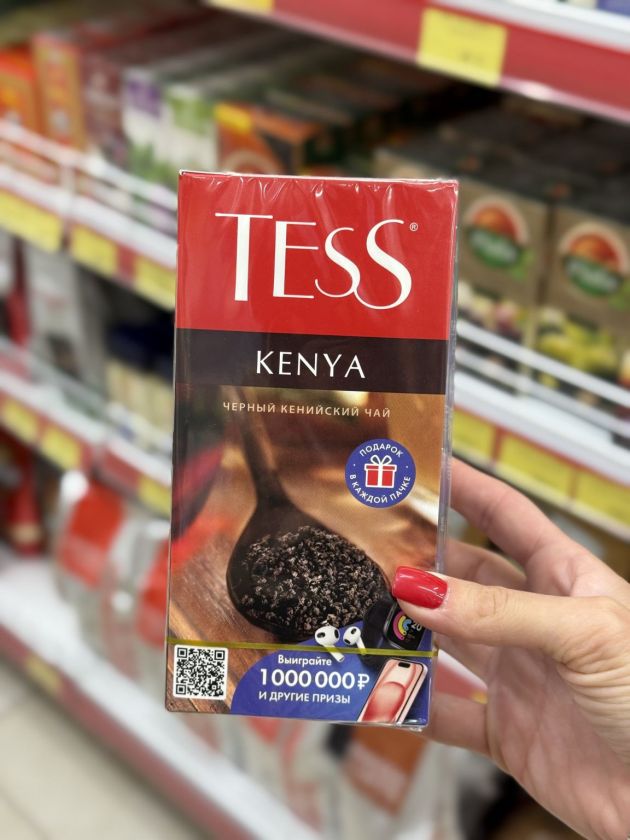 TESS®
KENYA
ЧЕРНЫЙ КЕНИЙСКИЙ ЧАЙ
ПОДАРОК
В КАЖДОЙ ПАЧКЕ
Выиграйте
1 000 000 ₽
И ДРУГИЕ ПРИЗЫ